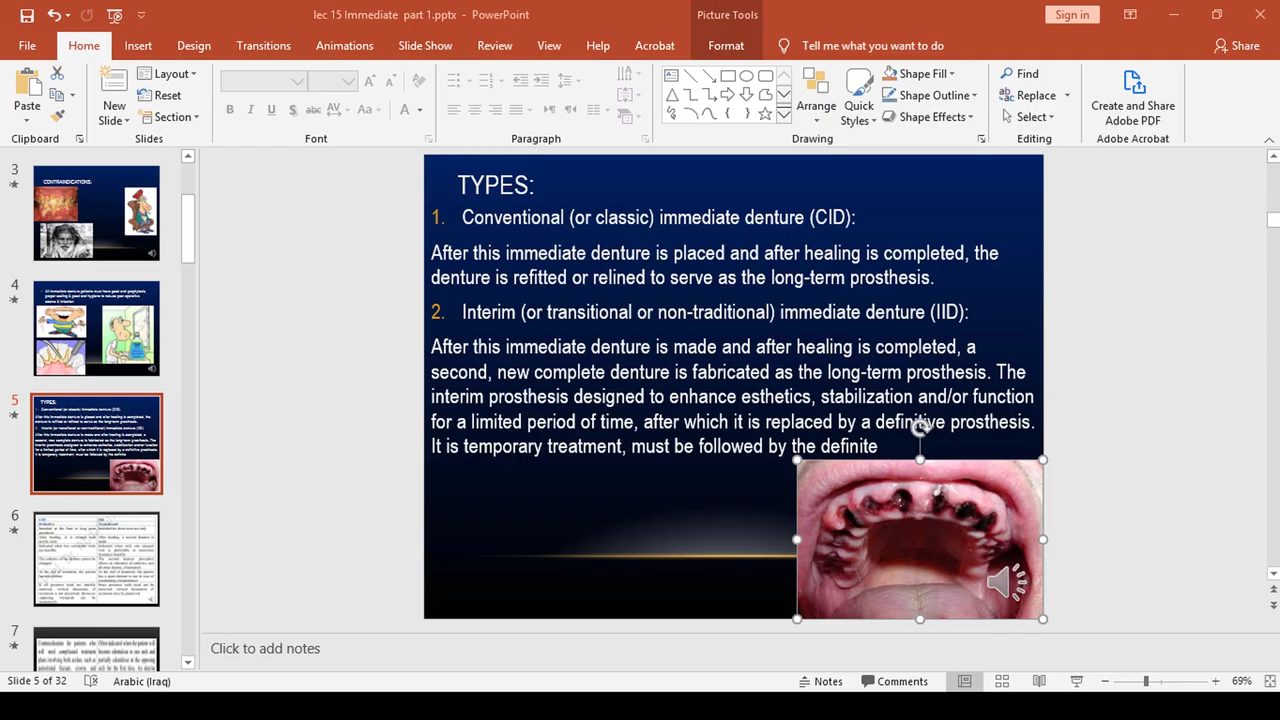 lec 15 Immediate part 1.pptx - PowerPoint
Picture Tools
Sign in
File Home Insert Design Transitions Animations Slide Show Review View Help Acrobat Format Tell me what you want to do Share
Paste
Clipboard
New Slide
Layout
Reset
Section
Slides
B I U S abc AV Aa A
Font
Paragraph
Arrange
Quick Styles
Shape Fill
Shape Outline
Shape Effects
Drawing
Find
Replace
Select
Editing
Create and Share Adobe PDF
Adobe Acrobat
3
CONTRAINDICATIONS:
4
5
6
7
TYPES:
1. Conventional (or classic) immediate denture (CID):
After this immediate denture is placed and after healing is completed, the
denture is refitted or relined to serve as the long-term prosthesis.
2. Interim (or transitional or non-traditional) immediate denture (IID):
After this immediate denture is made and after healing is completed, a
second, new complete denture is fabricated as the long-term prosthesis. The
interim prosthesis designed to enhance esthetics, stabilization and/or function
for a limited period of time, after which it is replaced by a definitive prosthesis.
It is temporary treatment, must be followed by the definite
Click to add notes
Slide 5 of 32 Arabic (Iraq) Notes Comments 69%